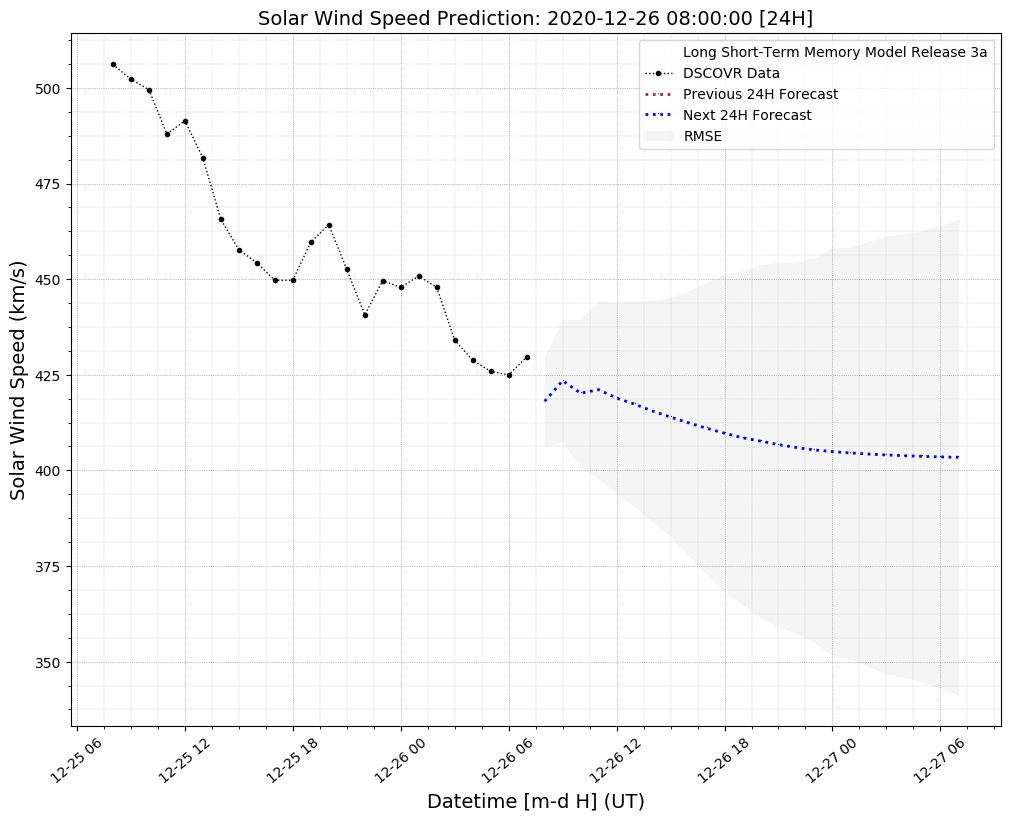 Solar Wind Speed Prediction: 2020-12-26 08:00:00 [24H]
Long Short-Term Memory Model Release 3a
DSCOVR Data
Previous 24H Forecast
Next 24H Forecast
RMSE
Solar Wind Speed (km/s)
500
475
450
425
400
375
350
12-25 06
12-25 12
12-25 18
12-26 00
12-26 06
12-26 12
12-26 18
12-27 00
12-27 06
Datetime [m-d H] (UT)